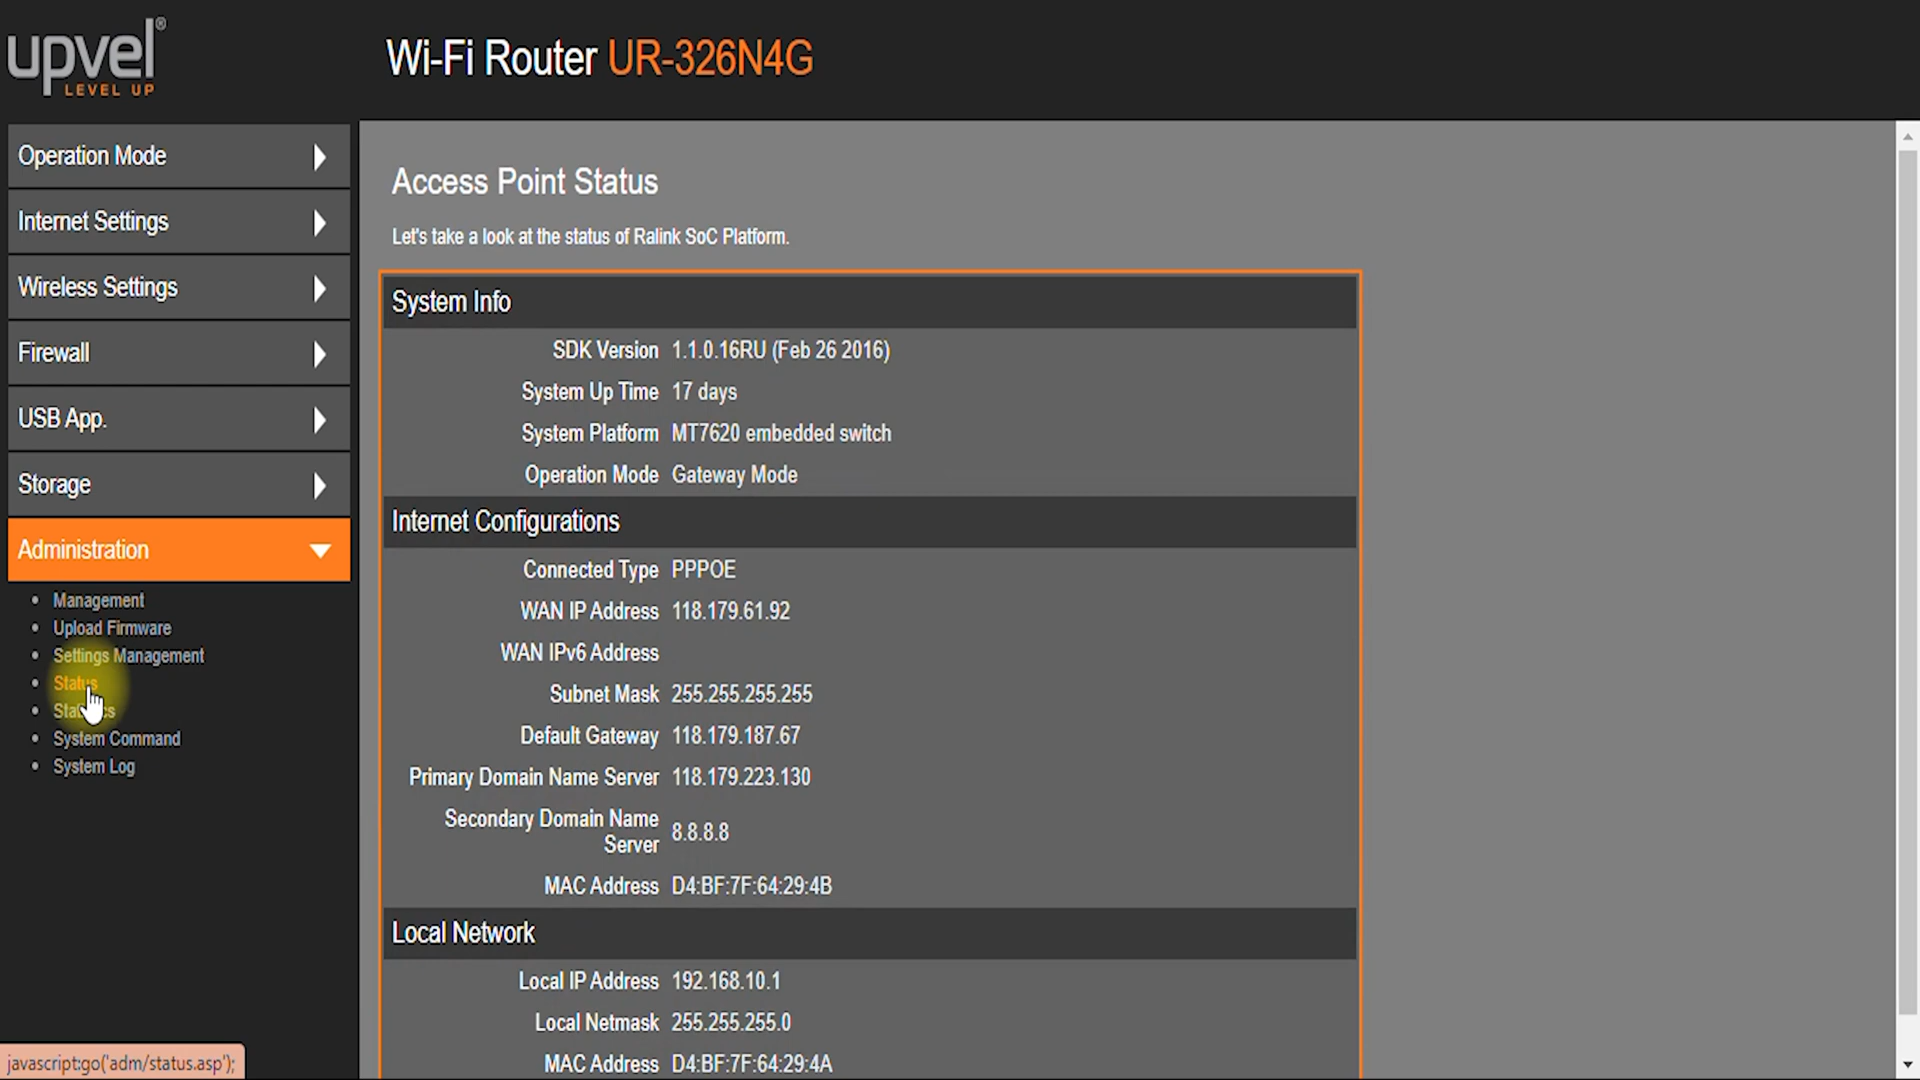 upvel®
LEVEL UP
Wi-Fi Router UR-326N4G
Operation Mode
Internet Settings
Wireless Settings
Firewall
USB App.
Storage
Administration
Management
Upload Firmware
Settings Management
Status
System Command
System Log
Access Point Status
Let's take a look at the status of Ralink SoC Platform.
System Info
SDK Version 1.1.0.16RU (Feb 26 2016)
System Up Time 17 days
System Platform MT7620 embedded switch
Operation Mode Gateway Mode
Internet Configurations
Connected Type PPPOE
WAN IP Address 118.179.61.92
WAN IPv6 Address
Subnet Mask 255.255.255.255
Default Gateway 118.179.187.67
Primary Domain Name Server 118.179.223.130
Secondary Domain Name
Server 8.8.8.8
MAC Address D4:BF:7F:64:29:4B
Local Network
Local IP Address 192.168.10.1
Local Netmask 255.255.255.0
MAC Address D4:BF:7F:64:29:4A
javascript:go('adm/status.asp');